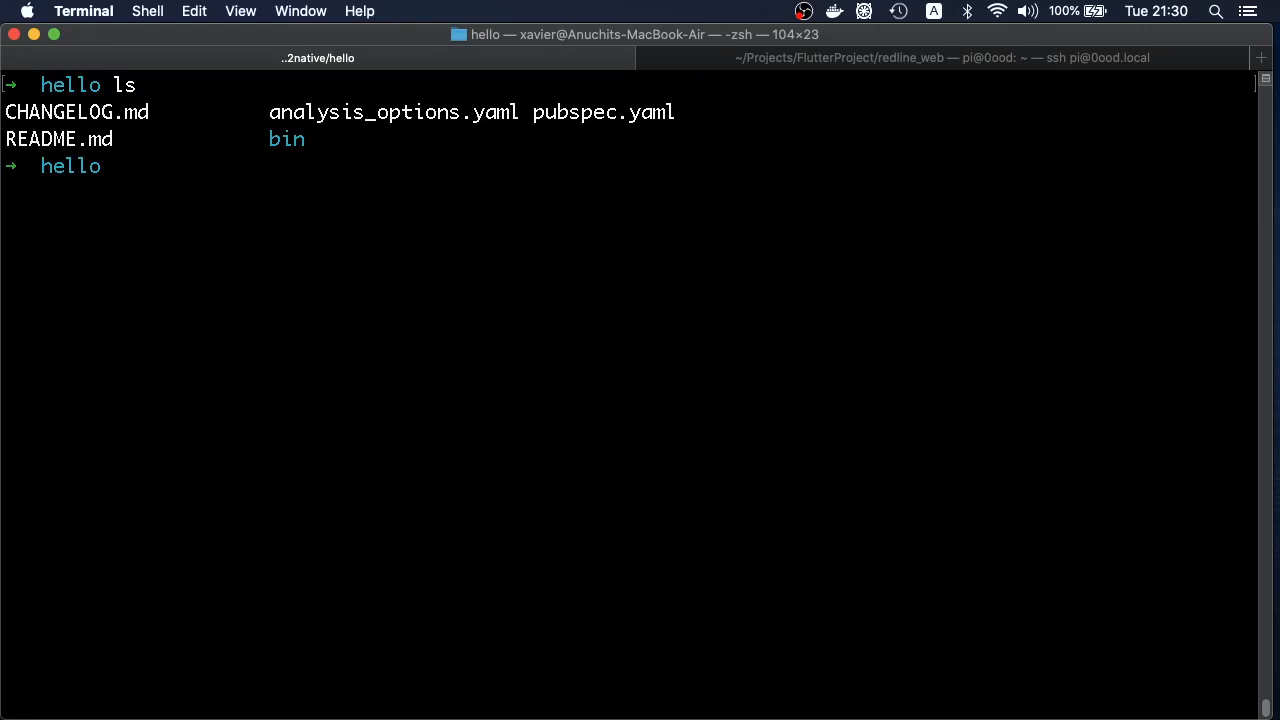 Terminal Shell Edit View Window Help A 100% Tue 21:30
hello — xavier@Anuchits-MacBook-Air — -zsh — 104×23
..2native/hello ~/Projects/FlutterProject/redline_web — pi@0ood: ~ — ssh pi@0ood.local +
➜ hello ls
CHANGELOG.md analysis_options.yaml pubspec.yaml
README.md bin
➜ hello